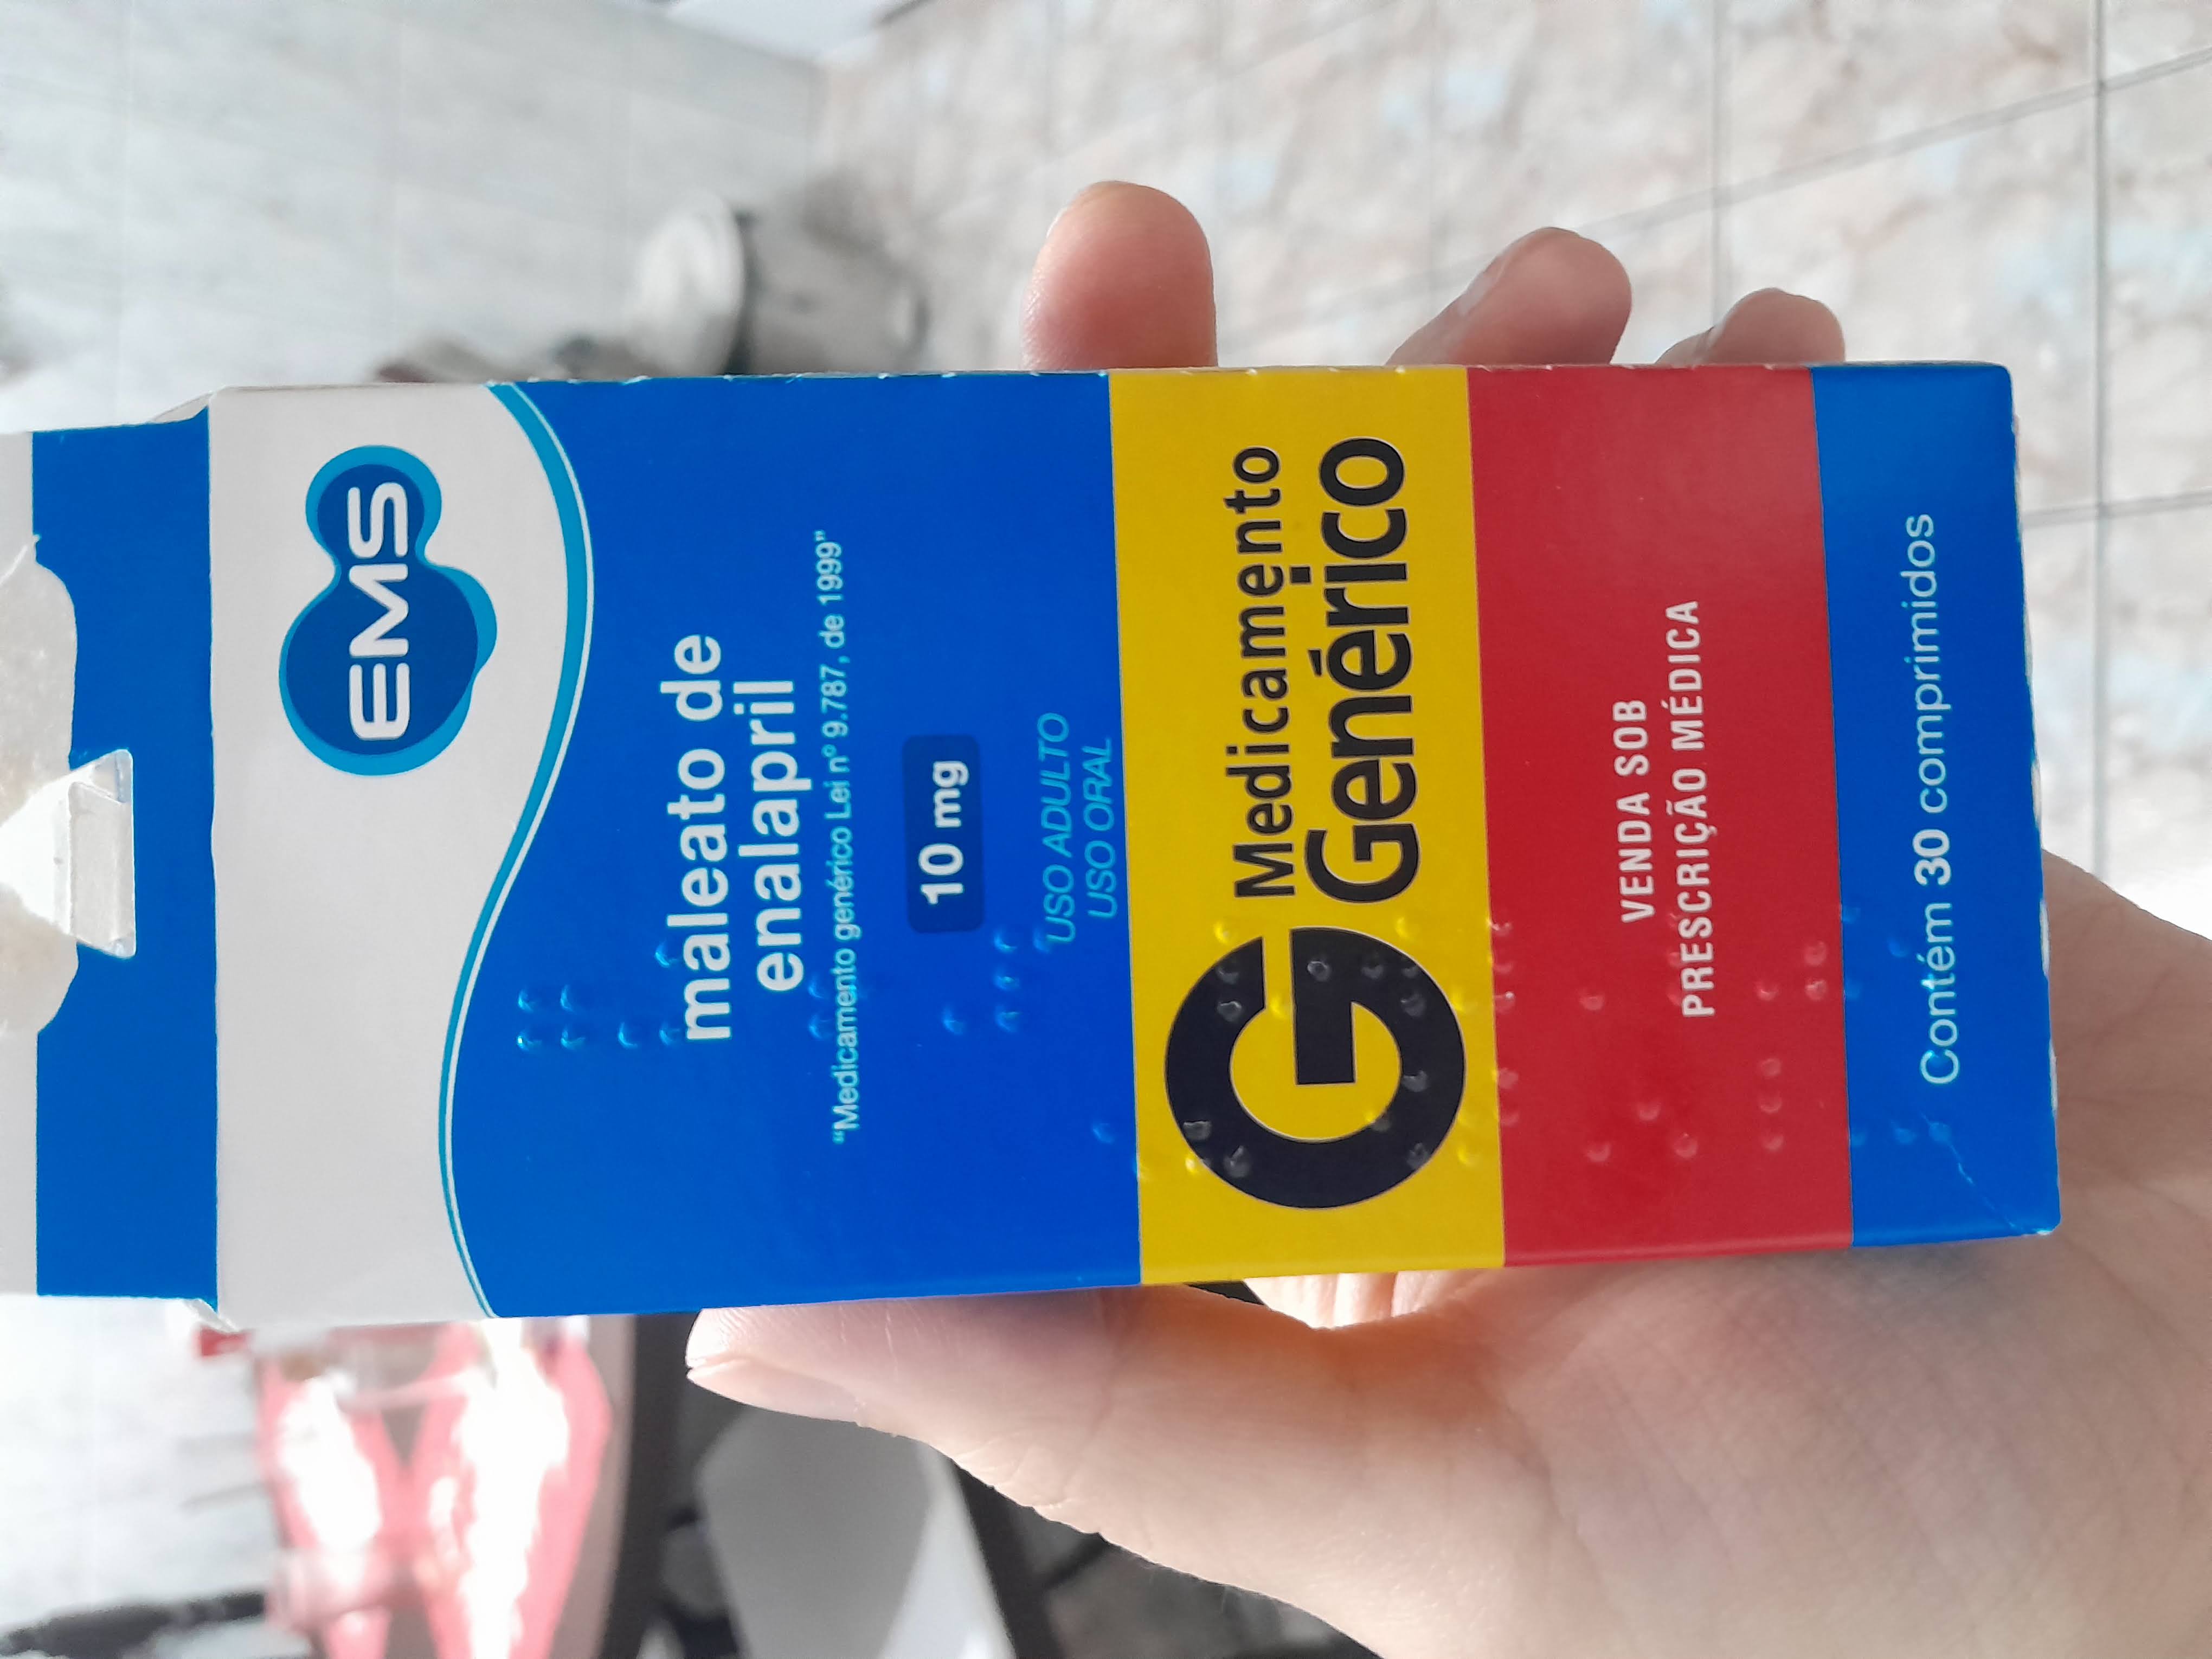 EMS
maleato de
enalapril
“Medicamento genérico Lei nº 9.787, de 1999”
10 mg
USO ADULTO
USO ORAL
G
Medicamento
Genérico
VENDA SOB
PRESCRIÇÃO MÉDICA
Contém 30 comprimidos